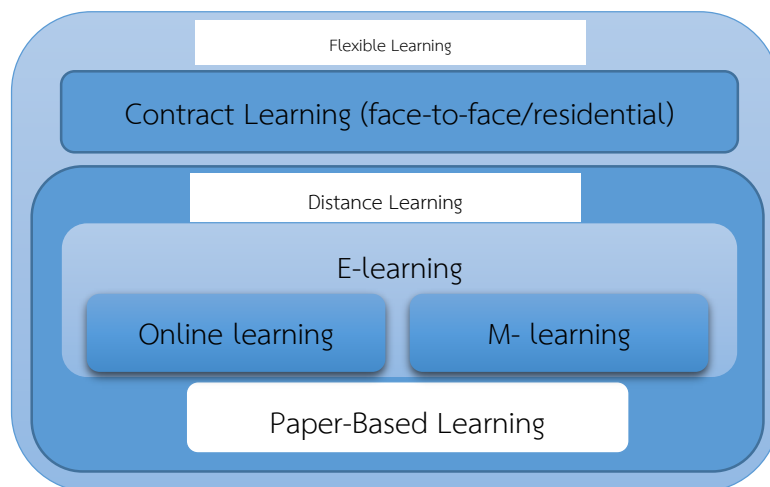 Flexible Learning
Contract Learning (face-to-face/residential)
Distance Learning
E-learning
Online learning
M- learning
Paper-Based Learning